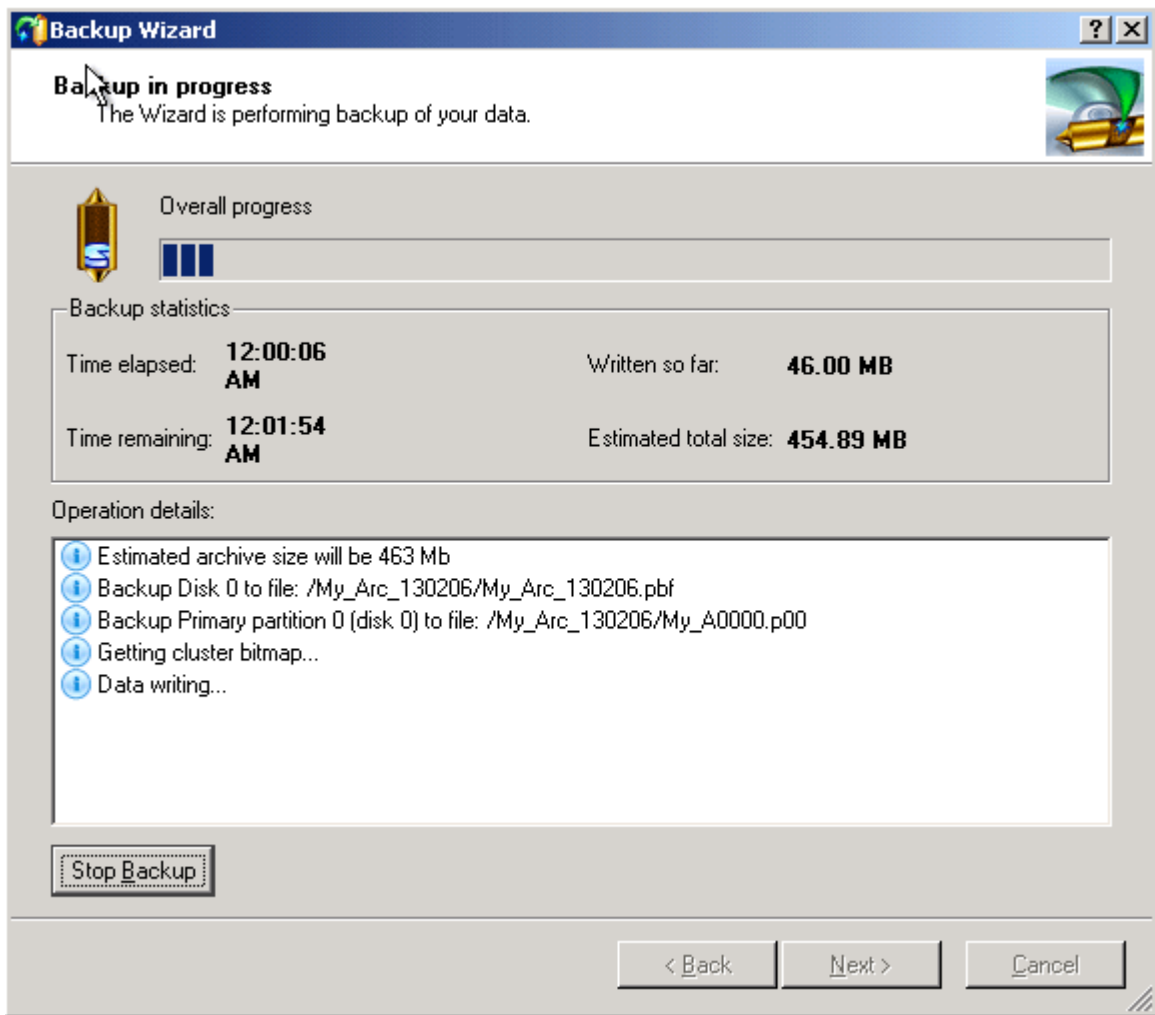 Backup Wizard
Backup in progress
The Wizard is performing backup of your data.
Overall progress
Backup statistics
Time elapsed: 12:00:06 AM
Written so far: 46.00 MB
Time remaining: 12:01:54 AM
Estimated total size: 454.89 MB
Operation details:
Estimated archive size will be 463 Mb
Backup Disk 0 to file: /My_Arc_130206/My_Arc_130206.pbf
Backup Primary partition 0 (disk 0) to file: /My_Arc_130206/My_A0000.p00
Getting cluster bitmap...
Data writing...
Stop Backup
< Back
Next >
Cancel